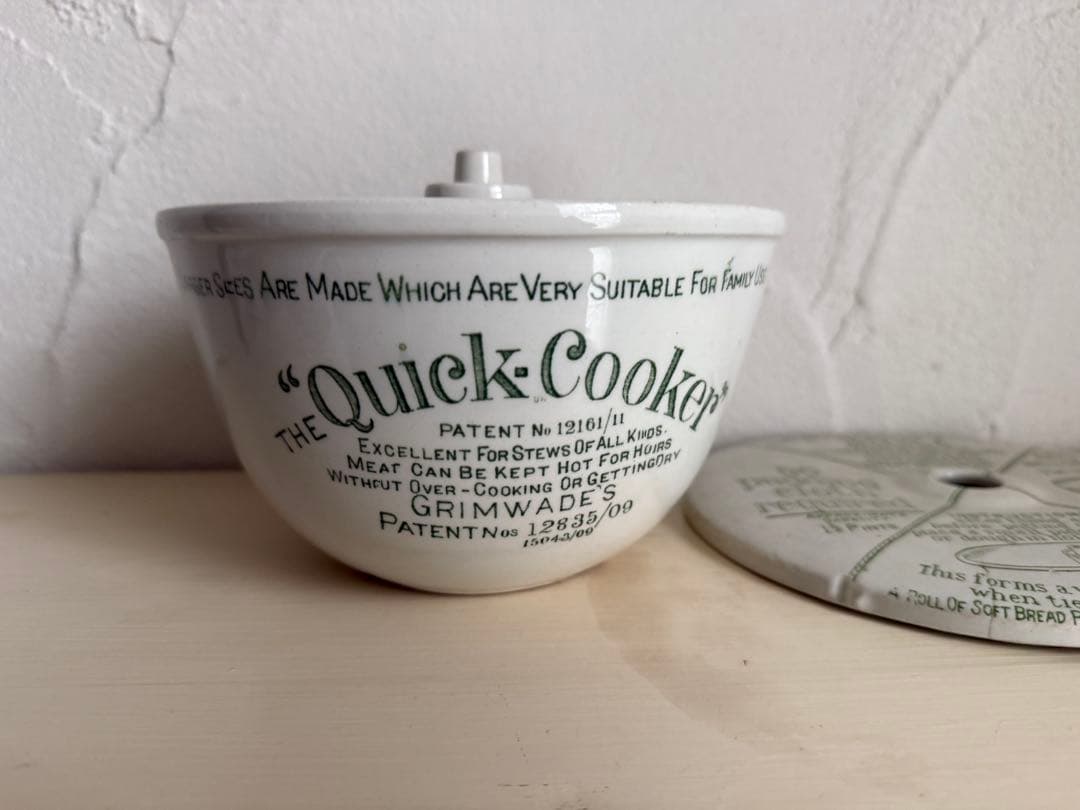 SIZES ARE MADE WHICH ARE VERY SUITABLE FOR FAMILY
THE "Quick-Cooker"
PATENT No 12161/11
EXCELLENT FOR STEWS OF ALL KINDS.
MEAT CAN BE KEPT HOT FOR HOURS
WITHOUT OVER-COOKING OR GETTING DRY
GRIMWADE'S
PATENT Nos 12835/09
15043/09
This forms a
when
A ROLL OF SOFT BREAD